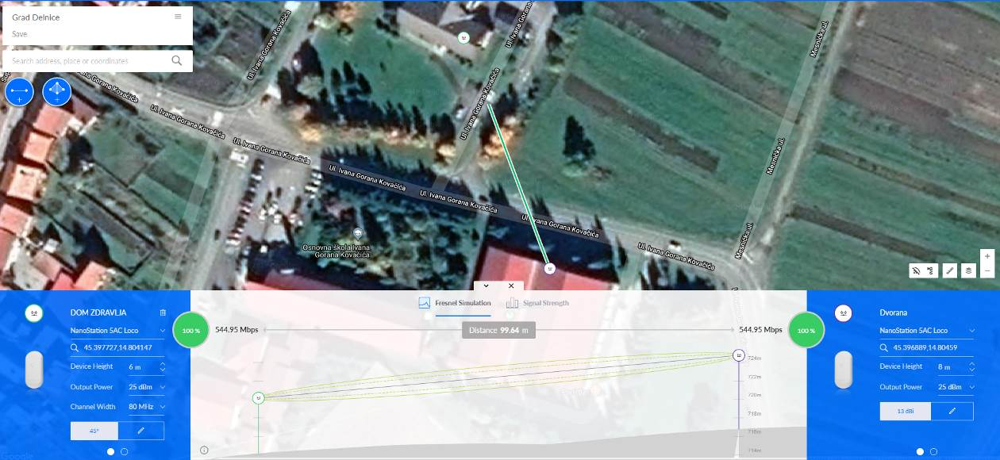 Grad Delnice
Save
Search address, place or coordinates
Ul. Ivana Gorana Kovačića
Ul. Ivana Gorana
Mesnička ul.
Ivana Gorana Kovačića
Ul. Ivana Gorana Kovačića
Ul. Ivana Gorana Kovačića
Ul. Ivana Gorana Kovačića
Ul. Ivana Gorana Kovačića
Ul. Ivana Gorana Kovačića
Mesnička ul.
Ul. Ivana Gorana Kovačića
Mesnička ul.
Ul. Ivana Gorana Kovačića
Osnovna škola Ivana
Gorana Kovačića
+
−
Fresnel Simulation
Signal Strength
DOM ZDRAVLJA
NanoStation 5AC Loco
45.397727,14.804147
Device Height 6 m
Output Power 25 dBm
Channel Width 80 MHz
45°
100 %
544.95 Mbps
Distance 99.64 m
544.95 Mbps
100 %
724m
722m
720m
718m
716m
714m
Dvorana
NanoStation 5AC Loco
45.396889,14.80459
Device Height 8 m
Output Power 25 dBm
13 dBi
Google